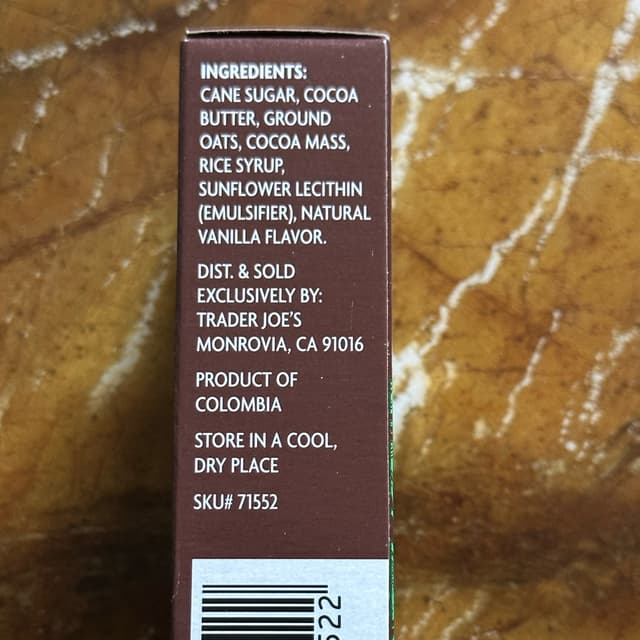 INGREDIENTS:
CANE SUGAR, COCOA
BUTTER, GROUND
OATS, COCOA MASS,
RICE SYRUP,
SUNFLOWER LECITHIN
(EMULSIFIER), NATURAL
VANILLA FLAVOR.
DIST. & SOLD
EXCLUSIVELY BY:
TRADER JOE'S
MONROVIA, CA 91016
PRODUCT OF
COLOMBIA
STORE IN A COOL,
DRY PLACE
SKU# 71552